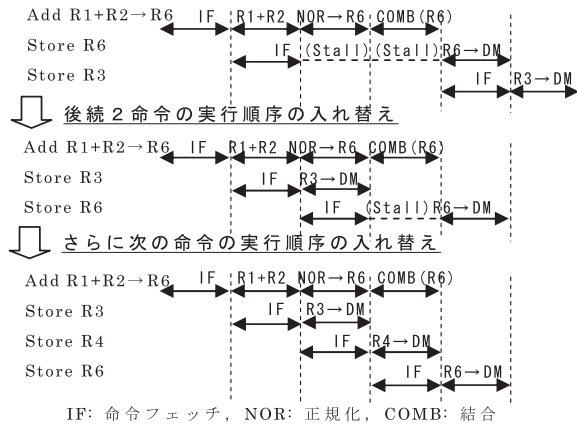 Add R1+R2→R6 IF R1+R2 NOR→R6 COMB(R6)
Store R6 IF (Stall) (Stall) R6→DM
Store R3 IF R3→DM
後続２命令の実行順序の入れ替え
Add R1+R2→R6 IF R1+R2 NOR→R6 COMB(R6)
Store R3 IF R3→DM
Store R6 IF (Stall) R6→DM
さらに次の命令の実行順序の入れ替え
Add R1+R2→R6 IF R1+R2 NOR→R6 COMB(R6)
Store R3 IF R3→DM
Store R4 IF R4→DM
Store R6 IF R6→DM
IF: 命令フェッチ, NOR: 正規化, COMB: 結合